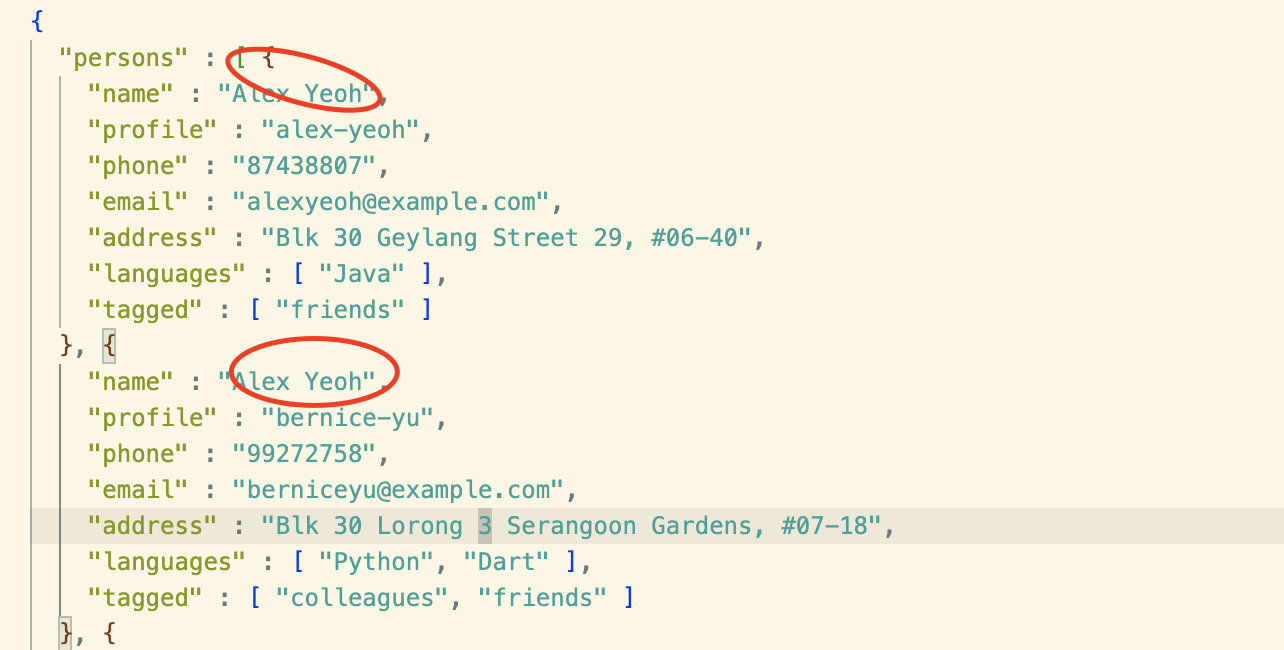 {
"persons" : [ {
"name" : "Alex Yeoh",
"profile" : "alex-yeoh",
"phone" : "87438807",
"email" : "alexyeoh@example.com",
"address" : "Blk 30 Geylang Street 29, #06-40",
"languages" : [ "Java" ],
"tagged" : [ "friends" ]
}, {
"name" : "Alex Yeoh",
"profile" : "bernice-yu",
"phone" : "99272758",
"email" : "berniceyu@example.com",
"address" : "Blk 30 Lorong 3 Serangoon Gardens, #07-18",
"languages" : [ "Python", "Dart" ],
"tagged" : [ "colleagues", "friends" ]
}, {